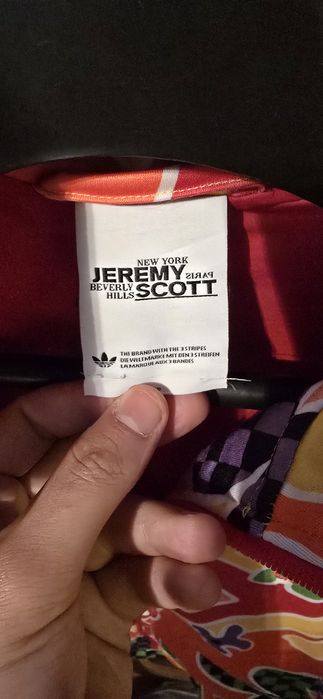 NEW YORK
JEREMY PARIS
BEVERLY SCOTT
HILLS
THE BRAND WITH THE 3 STRIPES
DIE WELTMARKE MIT DEN 3 STREIFEN
LA MARQUE AUX 3 BANDES